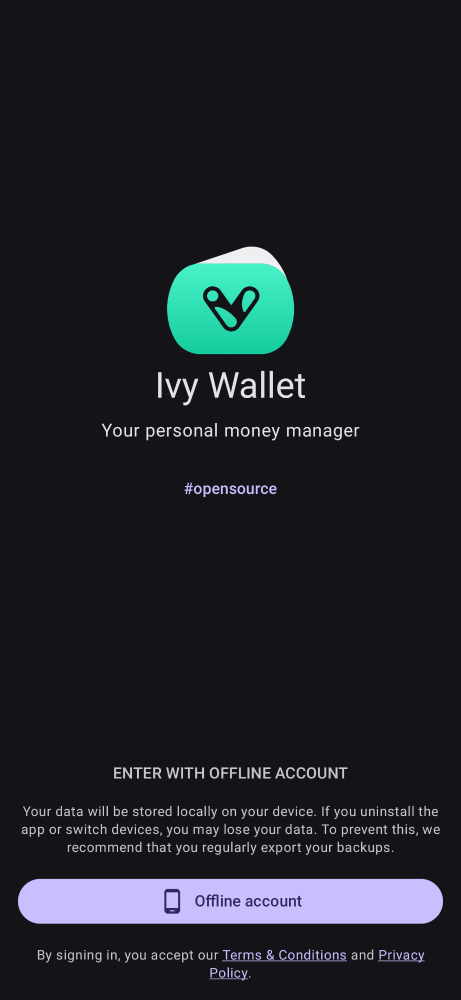 Ivy Wallet
Your personal money manager
#opensource
ENTER WITH OFFLINE ACCOUNT
Your data will be stored locally on your device. If you uninstall the
app or switch devices, you may lose your data. To prevent this, we
recommend that you regularly export your backups.
Offline account
By signing in, you accept our Terms & Conditions and Privacy
Policy.